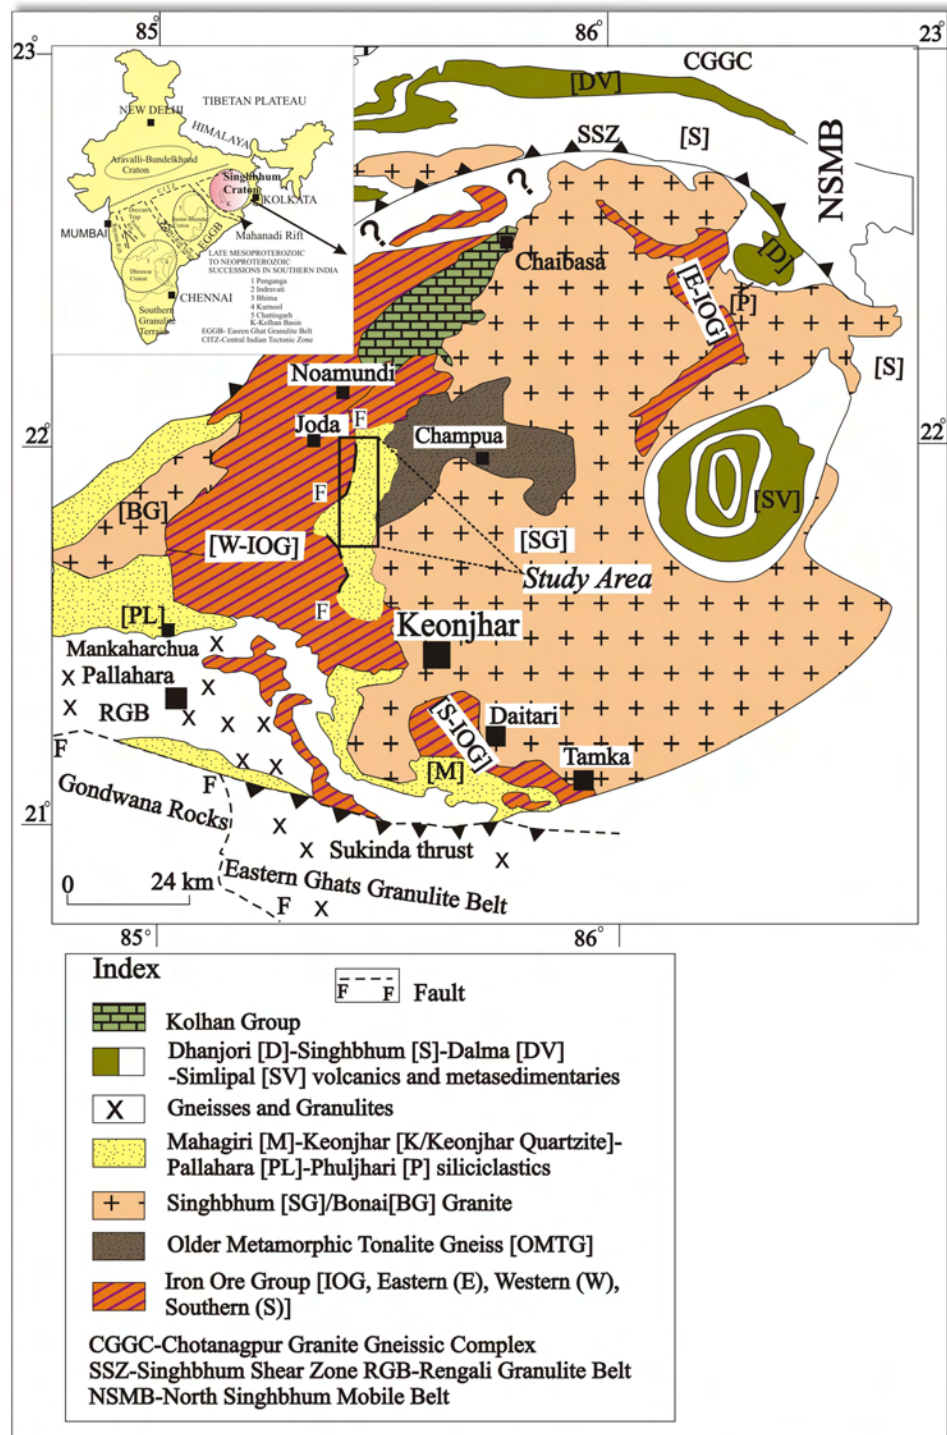 85°
86°
23°
23°
CGGC
[DV]
TIBETAN PLATEAU
NEW DELHI
HIMALAYA
SSZ
[S]
NSMB
Aravalli-Bundelkhand
Craton
Singhbhum
Craton
CITZ
KOLKATA
?
?
MUMBAI
EGGB
Mahanadi Rift
Dharwar
Craton
LATE MESOPROTEROZOIC
TO NEOPROTEROZOIC
SUCCESSIONS IN SOUTHERN INDIA
1 Penganga
2 Indravati
3 Bhima
4 Kurnool
5 Chattisgarh
K-Kolhan Basin
EGGB- Easren Ghat Granulite Belt
CITZ-Central Indian Tectonic Zone
CHENNAI
Southern
Granulite
Terrain
Chaibasa
[D]
[E-IOG]
[P]
[S]
Noamundi
F
22°
22°
Joda
Champua
F
[SV]
[BG]
[W-IOG]
[SG]
Study Area
F
[PL]
Keonjhar
Mankaharchua
Pallahara
RGB
[S-IOG]
Daitari
F
Tamka
[M]
F
Gondwana Rocks
21°
21°
Sukinda thrust
0 24 km
Eastern Ghats Granulite Belt
F
85°
86°
Index
F F Fault
Kolhan Group
Dhanjori [D]-Singhbhum [S]-Dalma [DV]
-Simlipal [SV] volcanics and metasedimentaries
X Gneisses and Granulites
Mahagiri [M]-Keonjhar [K/Keonjhar Quartzite]-
Pallahara [PL]-Phuljhari [P] siliciclastics
Singhbhum [SG]/Bonai[BG] Granite
Older Metamorphic Tonalite Gneiss [OMTG]
Iron Ore Group [IOG, Eastern (E), Western (W),
Southern (S)]
CGGC-Chotanagpur Granite Gneissic Complex
SSZ-Singhbhum Shear Zone RGB-Rengali Granulite Belt
NSMB-North Singhbhum Mobile Belt